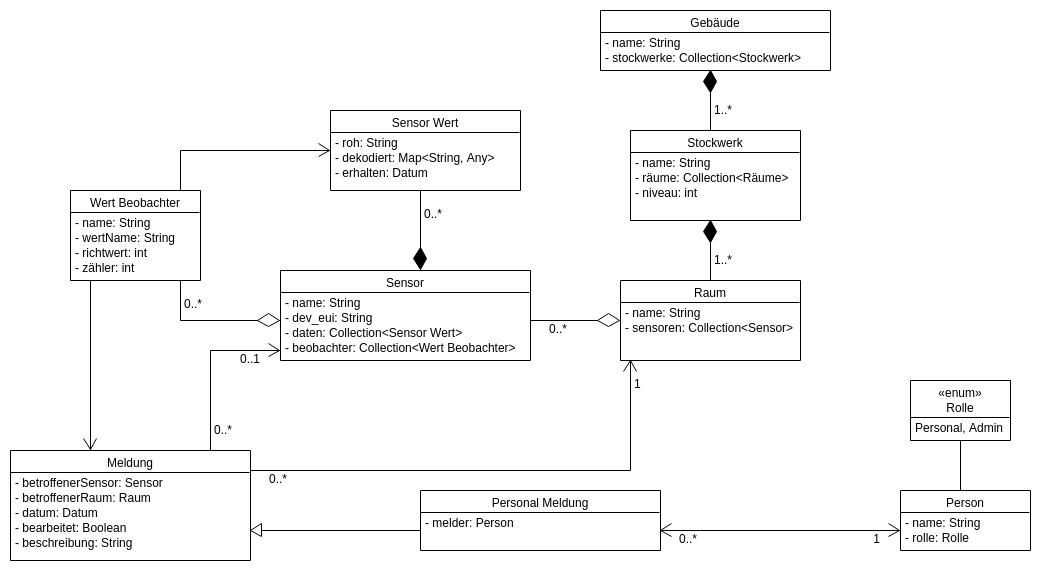 Gebäude
- name: String
- stockwerke: Collection<Stockwerk>
1..*
Stockwerk
- name: String
- räume: Collection<Räume>
- niveau: int
1..*
Sensor Wert
- roh: String
- dekodiert: Map<String, Any>
- erhalten: Datum
0..*
Wert Beobachter
- name: String
- wertName: String
- richtwert: int
- zähler: int
0..*
Sensor
- name: String
- dev_eui: String
- daten: Collection<Sensor Wert>
- beobachter: Collection<Wert Beobachter>
0..*
Raum
- name: String
- sensoren: Collection<Sensor>
0..1
0..*
1
0..*
Meldung
- betroffenerSensor: Sensor
- betroffenerRaum: Raum
- datum: Datum
- bearbeitet: Boolean
- beschreibung: String
Personal Meldung
- melder: Person
0..*
1
«enum»
Rolle
Personal, Admin
Person
- name: String
- rolle: Rolle